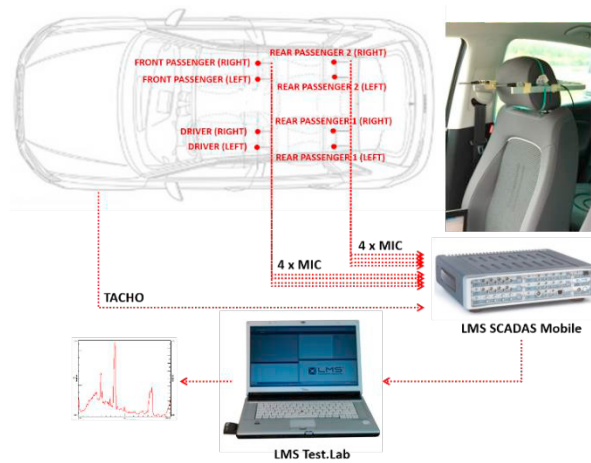 REAR PASSENGER 2 (RIGHT)
FRONT PASSENGER (RIGHT)
FRONT PASSENGER (LEFT)
REAR PASSENGER 2 (LEFT)
REAR PASSENGER 1 (RIGHT)
DRIVER (RIGHT)
DRIVER (LEFT)
REAR PASSENGER 1 (LEFT)
4 x MIC
4 x MIC
TACHO
LMS SCADAS Mobile
LMS
LMS Test.Lab